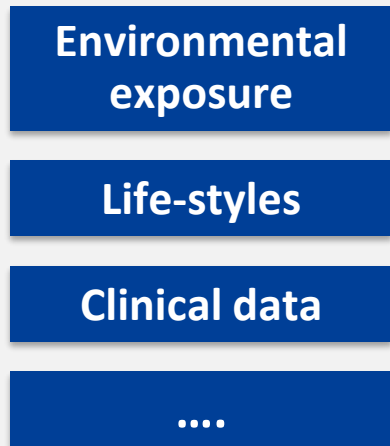 Environmental
exposure
Life-styles
Clinical data
....